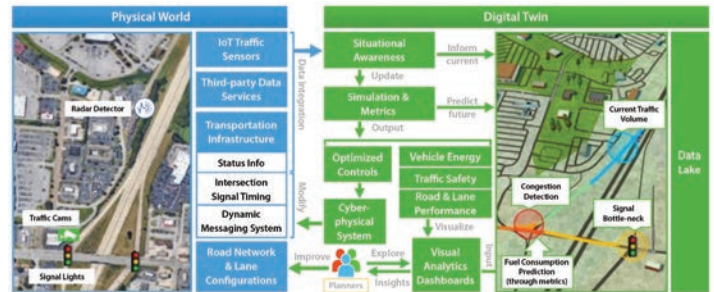 Physical World
Digital Twin
Radar Detector
Traffic Cams
Signal Lights
IoT Traffic
Sensors
Third-party Data
Services
Transportation
Infrastructure
Status Info
Intersection
Signal Timing
Dynamic
Messaging System
Road Network
& Lane
Configurations
Data Integration
Modify
Improve
Planners
Explore
Insights
Situational
Awareness
Update
Simulation &
Metrics
Output
Optimized
Controls
Cyber-
physical
System
Vehicle Energy
Traffic Safety
Road & Lane
Performance
Visualize
Visual
Analytics
Dashboards
Input
Inform
current
Predict
future
Current Traffic
Volume
Congestion
Detection
Signal
Bottle-neck
Fuel Consumption
Prediction
(through metrics)
Data
Lake